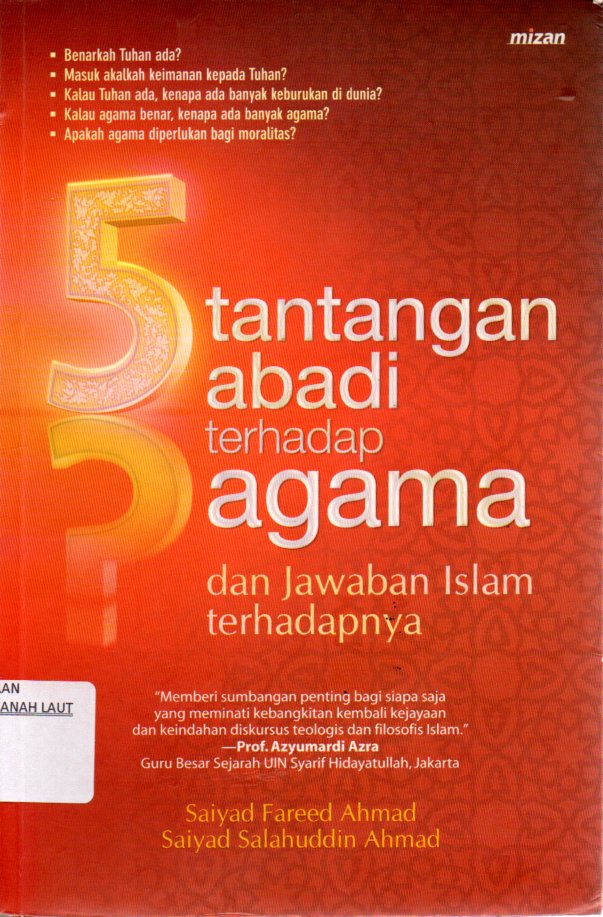 mizan
▪ Benarkah Tuhan ada?
▪ Masuk akalkah keimanan kepada Tuhan?
▪ Kalau Tuhan ada, kenapa ada banyak keburukan di dunia?
▪ Kalau agama benar, kenapa ada banyak agama?
▪ Apakah agama diperlukan bagi moralitas?
5 tantangan
abadi
terhadap
agama
dan Jawaban Islam
terhadapnya
AAN
ANAH LAUT
“Memberi sumbangan penting bagi siapa saja
yang meminati kebangkitan kembali kejayaan
dan keindahan diskursus teologis dan filosofis Islam.”
—Prof. Azyumardi Azra
Guru Besar Sejarah UIN Syarif Hidayatullah, Jakarta
Saiyad Fareed Ahmad
Saiyad Salahuddin Ahmad